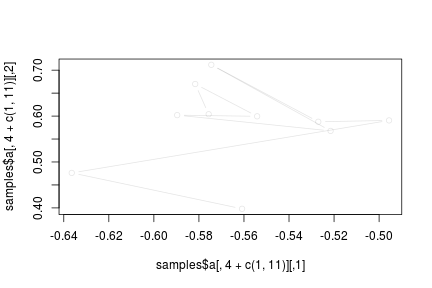 samples$a[, 4 + c(1, 11)][,2]
0.70
0.60
0.50
0.40
-0.64 -0.62 -0.60 -0.58 -0.56 -0.54 -0.52 -0.50
samples$a[, 4 + c(1, 11)][,1]